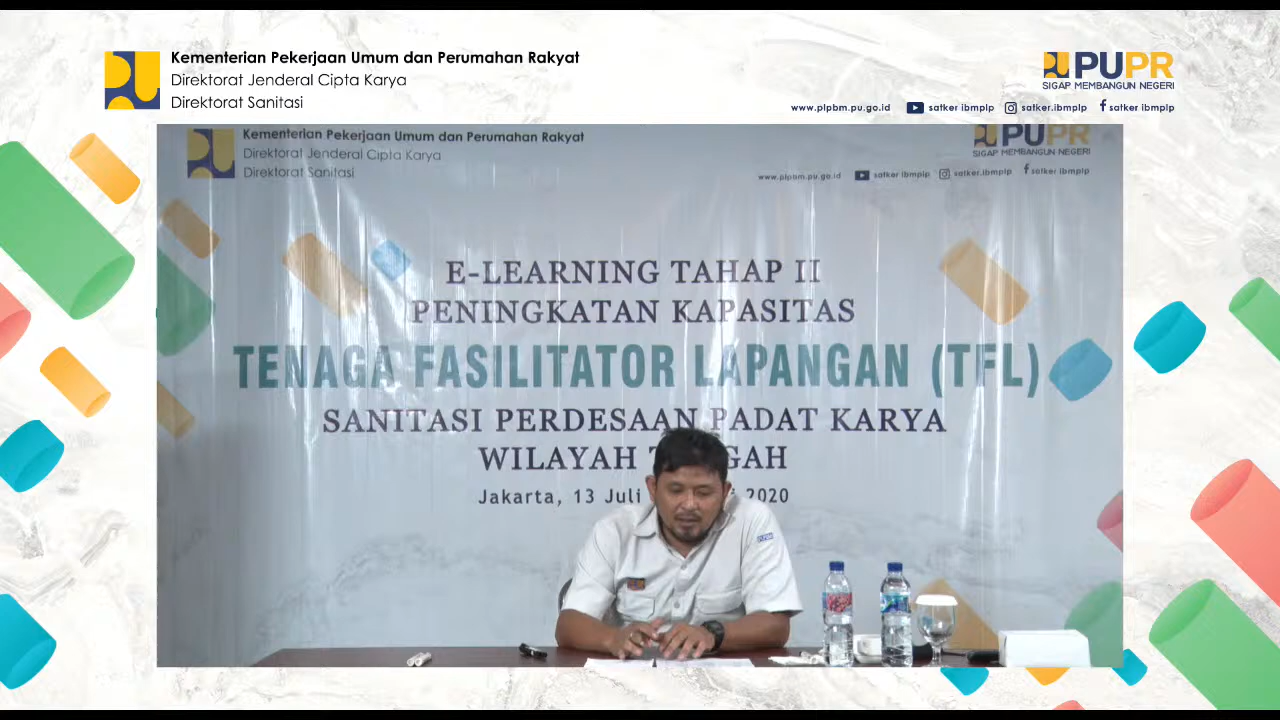 Kementerian Pekerjaan Umum dan Perumahan Rakyat
Direktorat Jenderal Cipta Karya
Direktorat Sanitasi
PUPR
SIGAP MEMBANGUN NEGERI
www.plpbm.pu.go.id satker ibmplp satker.ibmplp satker ibmplp
Kementerian Pekerjaan Umum dan Perumahan Rakyat
Direktorat Jenderal Cipta Karya
Direktorat Sanitasi
PUPR
SIGAP MEMBANGUN NEGERI
www.plpbm.pu.go.id satker ibmplp satker.ibmplp satker ibmplp
E-LEARNING TAHAP II
PENINGKATAN KAPASITAS
TENAGA FASILITATOR LAPANGAN (TFL)
SANITASI PERDESAAN PADAT KARYA
WILAYAH
Jakarta, 13 Juli 2020